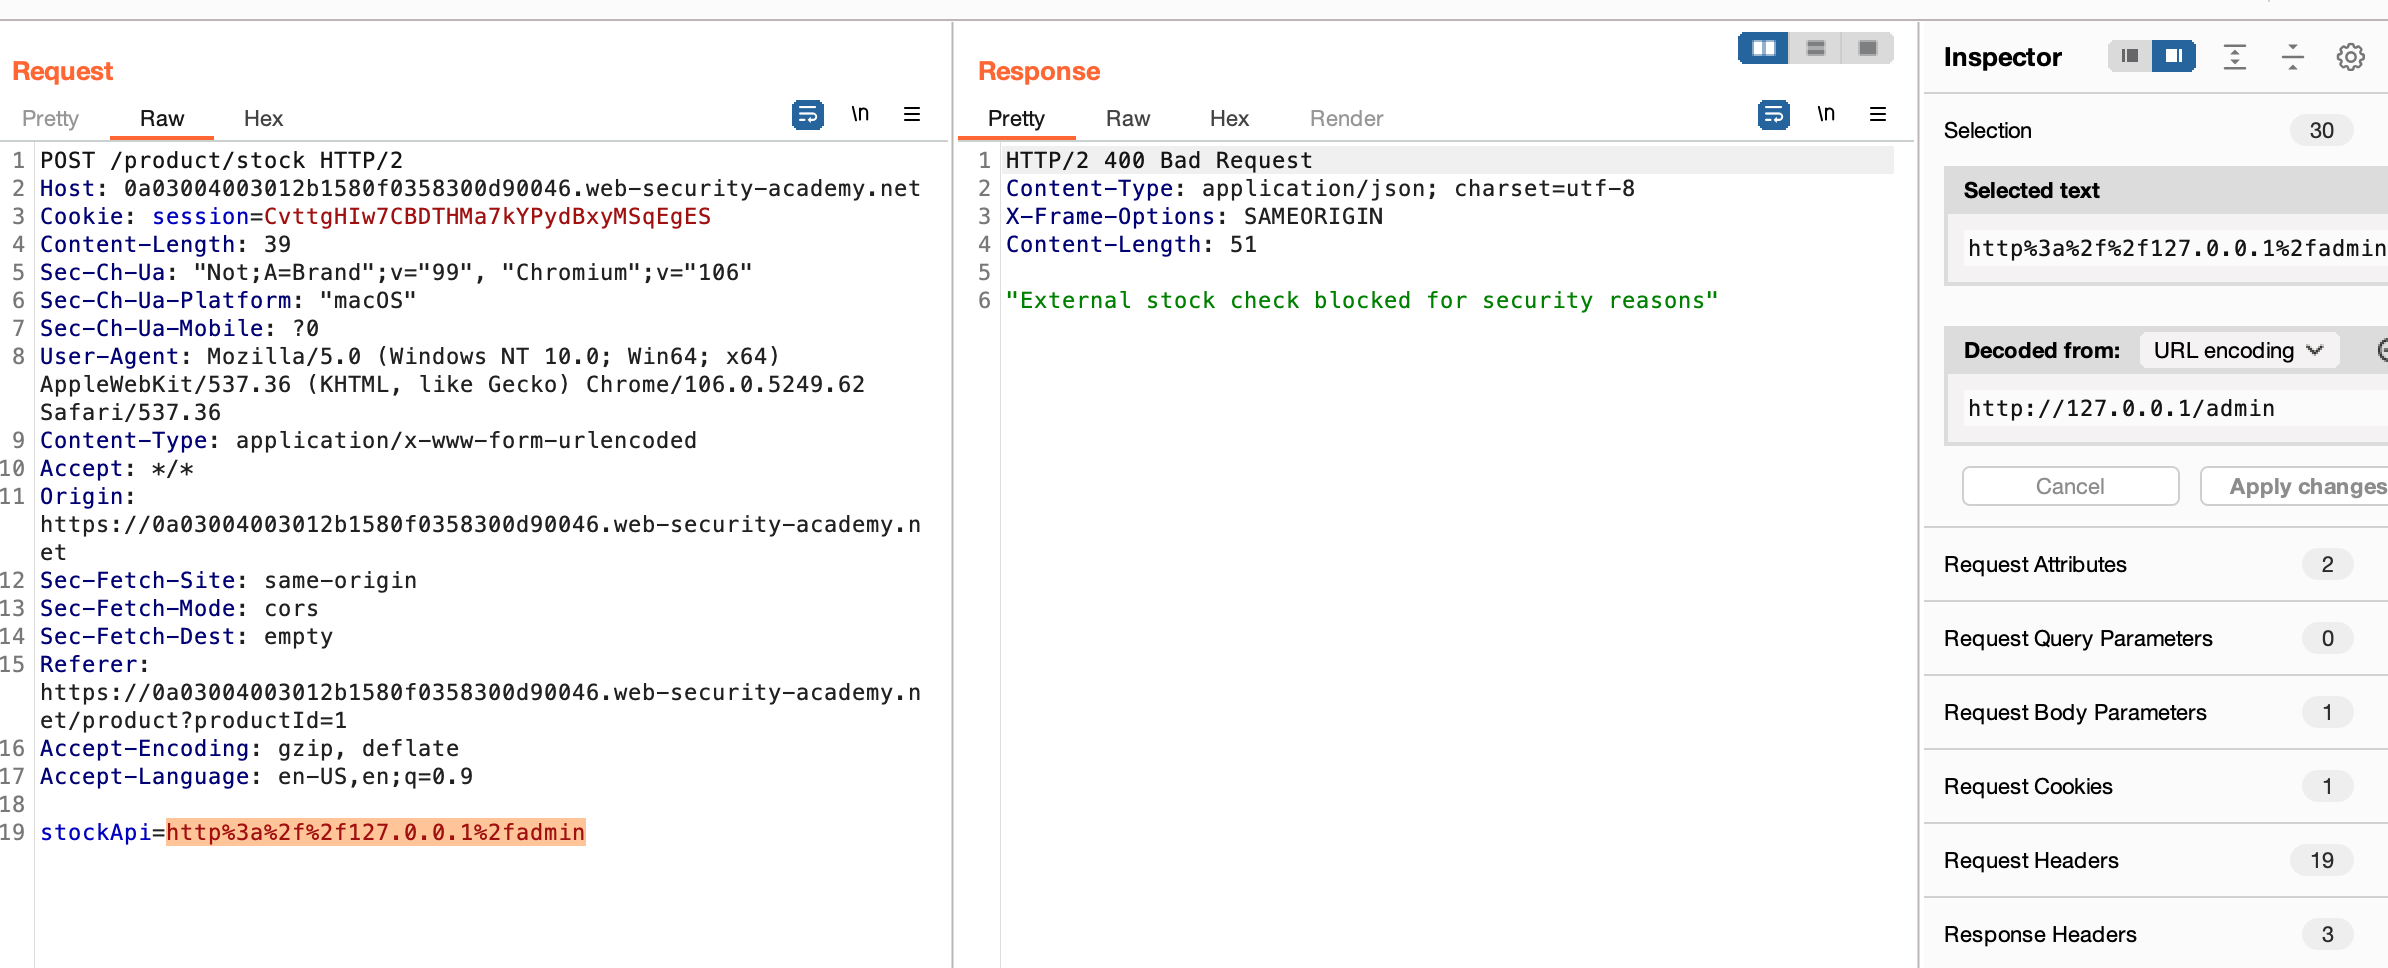 Request
Pretty Raw Hex \n
1 POST /product/stock HTTP/2
2 Host: 0a03004003012b1580f0358300d90046.web-security-academy.net
3 Cookie: session=CvttgHIw7CBDTHMa7kYPydBxyMSqEgES
4 Content-Length: 39
5 Sec-Ch-Ua: "Not;A=Brand";v="99", "Chromium";v="106"
6 Sec-Ch-Ua-Platform: "macOS"
7 Sec-Ch-Ua-Mobile: ?0
8 User-Agent: Mozilla/5.0 (Windows NT 10.0; Win64; x64)
AppleWebKit/537.36 (KHTML, like Gecko) Chrome/106.0.5249.62
Safari/537.36
9 Content-Type: application/x-www-form-urlencoded
10 Accept: */*
11 Origin:
https://0a03004003012b1580f0358300d90046.web-security-academy.n
et
12 Sec-Fetch-Site: same-origin
13 Sec-Fetch-Mode: cors
14 Sec-Fetch-Dest: empty
15 Referer:
https://0a03004003012b1580f0358300d90046.web-security-academy.n
et/product?productId=1
16 Accept-Encoding: gzip, deflate
17 Accept-Language: en-US,en;q=0.9
18
19 stockApi=http%3a%2f%2f127.0.0.1%2fadmin
Response
Pretty Raw Hex Render \n
1 HTTP/2 400 Bad Request
2 Content-Type: application/json; charset=utf-8
3 X-Frame-Options: SAMEORIGIN
4 Content-Length: 51
5
6 "External stock check blocked for security reasons"
Inspector
Selection 30
Selected text
http%3a%2f%2f127.0.0.1%2fadmin
Decoded from: URL encoding
http://127.0.0.1/admin
Cancel Apply changes
Request Attributes 2
Request Query Parameters 0
Request Body Parameters 1
Request Cookies 1
Request Headers 19
Response Headers 3